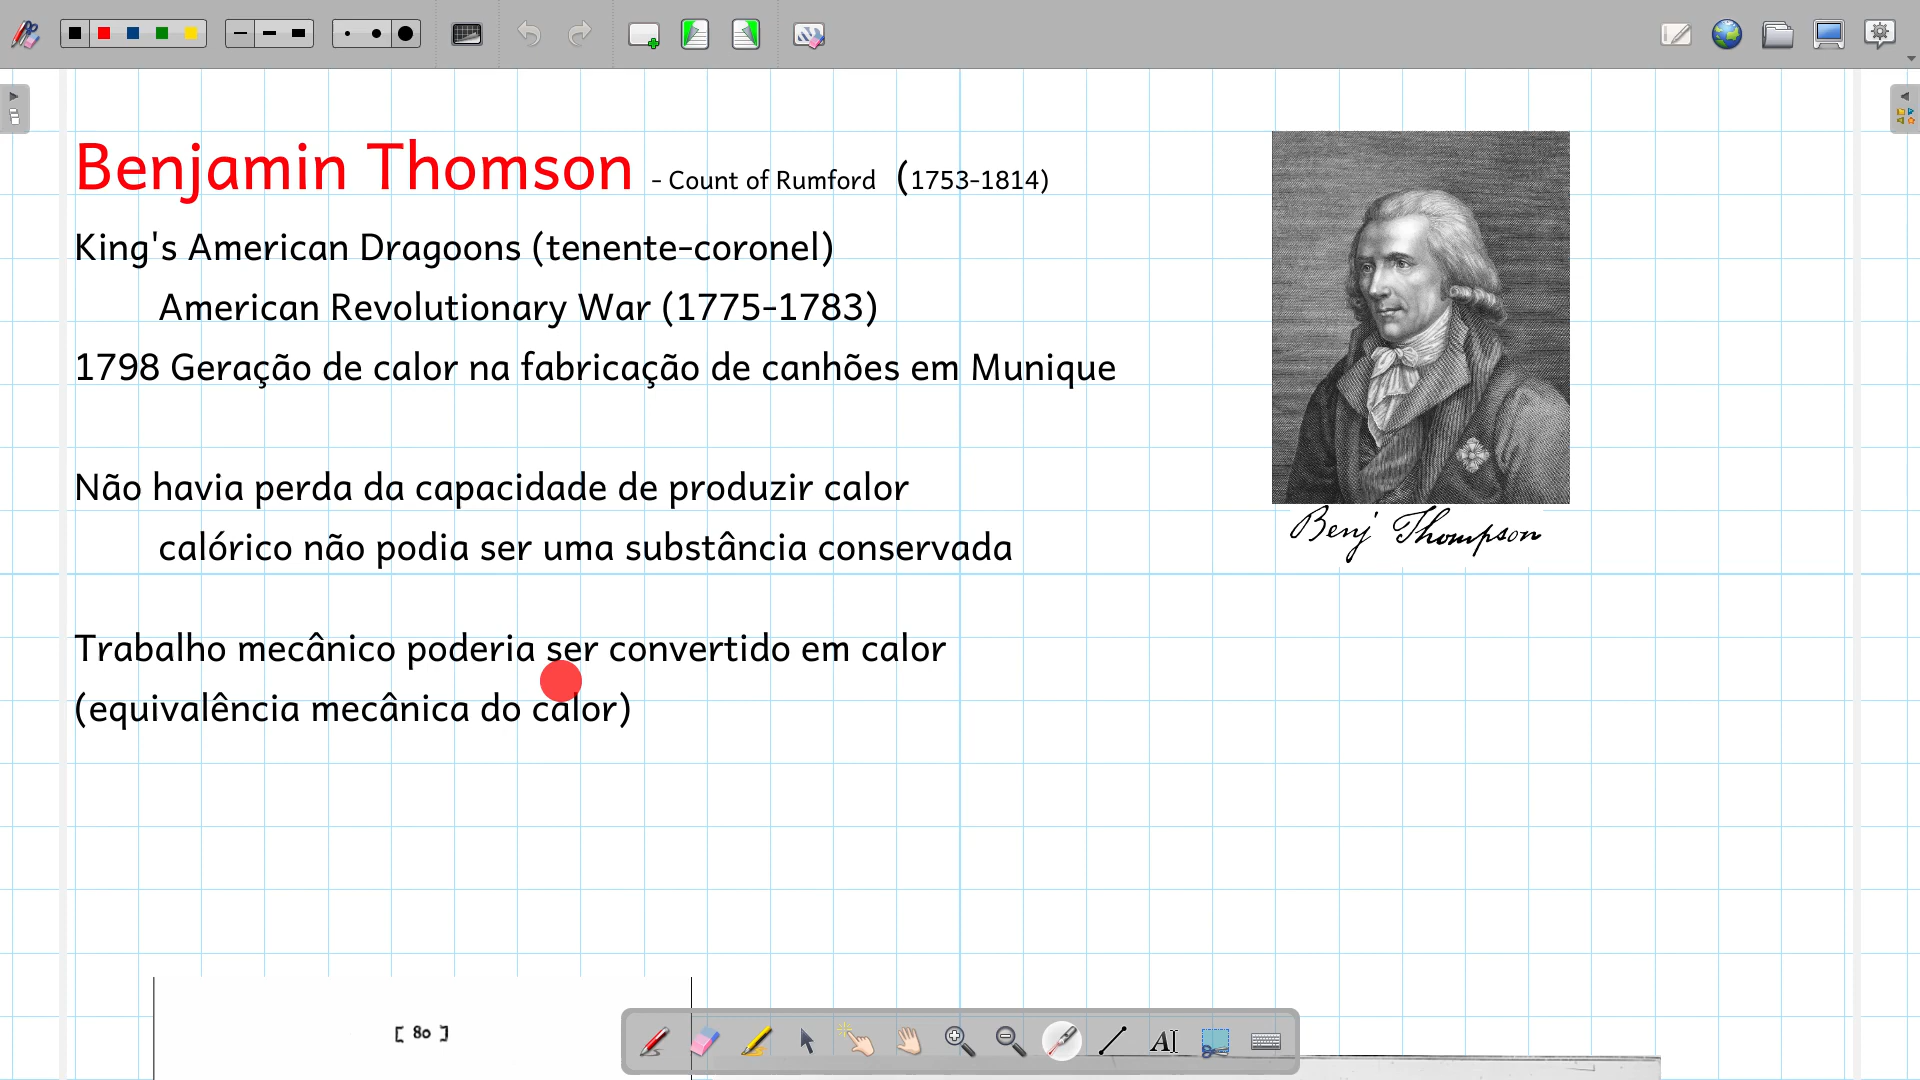 Benjamin Thomson - Count of Rumford (1753-1814)
King's American Dragoons (tenente-coronel)
American Revolutionary War (1775-1783)
1798 Geração de calor na fabricação de canhões em Munique
Não havia perda da capacidade de produzir calor
calórico não podia ser uma substância conservada
Benj Thompson
Trabalho mecânico poderia ser convertido em calor
(equivalência mecânica do calor)
[ 80 ]
AI